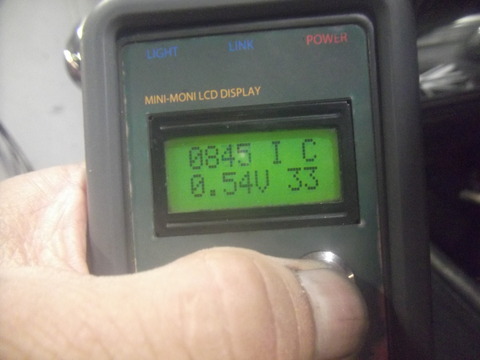 LIGHT LINK POWER
MINI-MONI LCD DISPLAY
0845 I C
0.54V 33